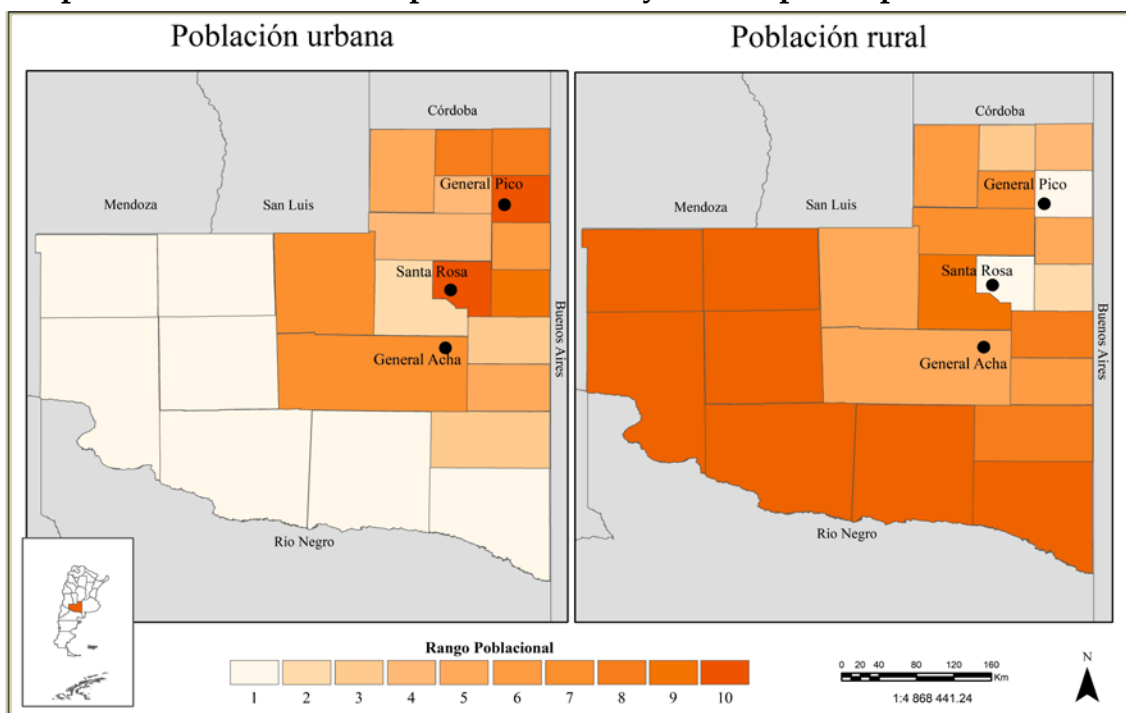 Población urbana
Población rural
Córdoba
General Pico
Mendoza
San Luis
Santa Rosa
General Acha
Buenos Aires
Río Negro
Córdoba
General Pico
Mendoza
San Luis
Santa Rosa
General Acha
Buenos Aires
Río Negro
Rango Poblacional
1 2 3 4 5 6 7 8 9 10
0 20 40 80 120 160
Km
1:4 868 441.24
N